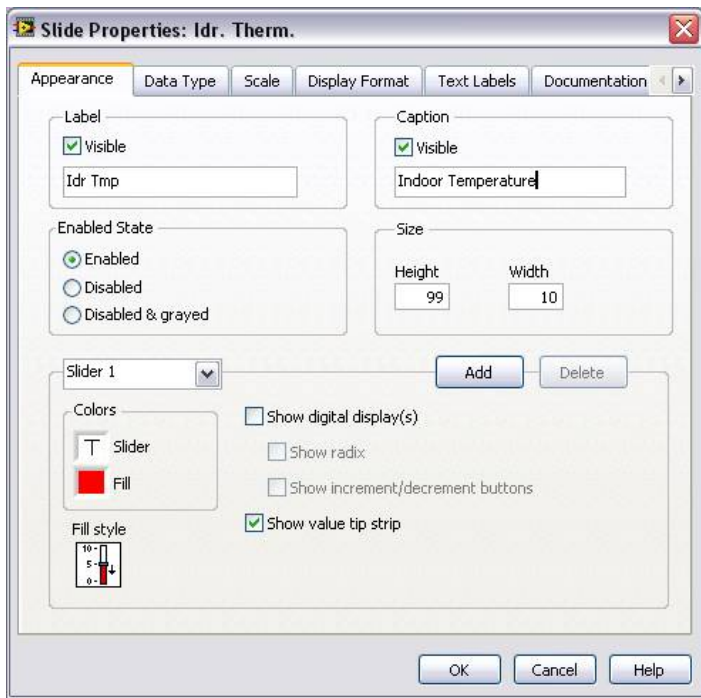 Slide Properties: Idr. Therm.
Appearance Data Type Scale Display Format Text Labels Documentation
Label
Visible
Idr Tmp
Caption
Visible
Indoor Temperature
Enabled State
Enabled
Disabled
Disabled & grayed
Size
Height Width
99 10
Slider 1
Add Delete
Colors
T Slider
Fill
Fill style
10
5
0
Show digital display(s)
Show radix
Show increment/decrement buttons
Show value tip strip
OK Cancel Help